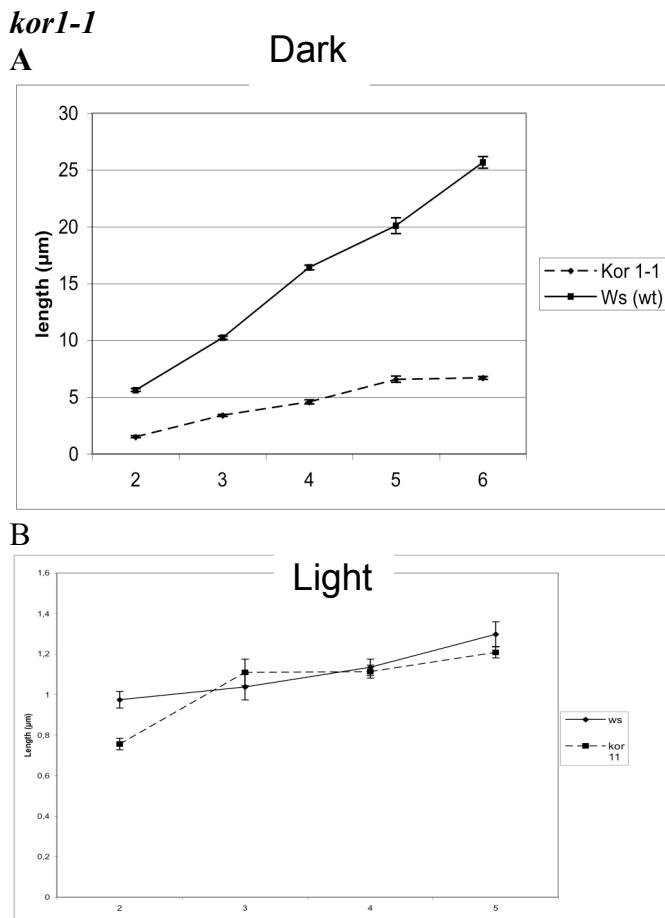 kor1-1
A
Dark
30
25
20
15
10
5
0
length (µm)
2 3 4 5 6
Kor 1-1
Ws (wt)
B
Light
1,6
1,4
1,2
1
0,8
0,6
0,4
0,2
0
Length (µm)
2 3 4 5
ws
kor
11